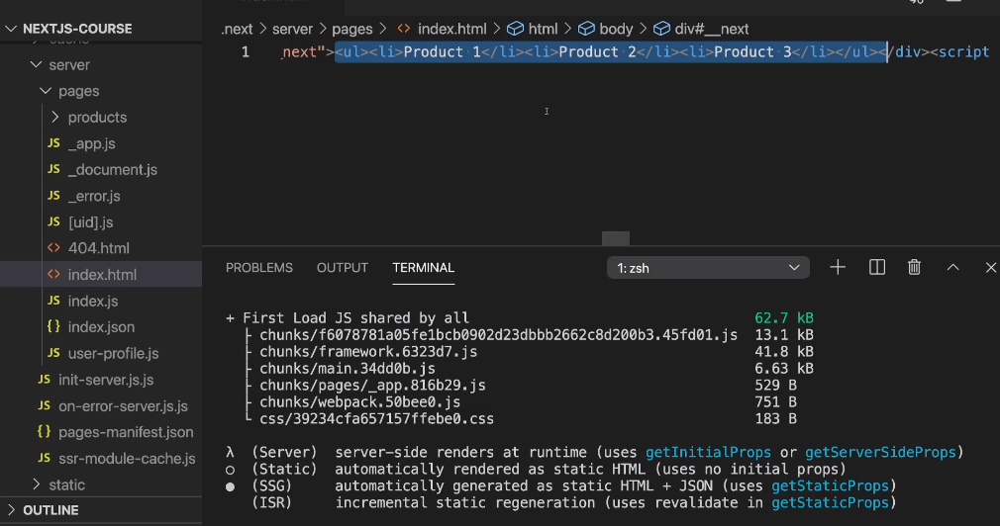 NEXTJS-COURSE
server
pages
products
JS _app.js
JS _document.js
JS _error.js
JS [uid].js
<> 404.html
<> index.html
JS index.js
{} index.json
JS user-profile.js
JS init-server.js.js
JS on-error-server.js.js
{} pages-manifest.json
JS ssr-module-cache.js
static
OUTLINE
.next > server > pages > <> index.html > html > body > div#__next
1 next"><ul><li>Product 1</li><li>Product 2</li><li>Product 3</li></ul></div><script
PROBLEMS OUTPUT TERMINAL 1: zsh
+ First Load JS shared by all 62.7 kB
├ chunks/f6078781a05fe1bcb0902d23dbbb2662c8d200b3.45fd01.js 13.1 kB
├ chunks/framework.6323d7.js 41.8 kB
├ chunks/main.34dd0b.js 6.63 kB
├ chunks/pages/_app.816b29.js 529 B
├ chunks/webpack.50bee0.js 751 B
└ css/39234cfa657157ffebe0.css 183 B
λ (Server) server-side renders at runtime (uses getInitialProps or getServerSideProps)
○ (Static) automatically rendered as static HTML (uses no initial props)
● (SSG) automatically generated as static HTML + JSON (uses getStaticProps)
(ISR) incremental static regeneration (uses revalidate in getStaticProps)